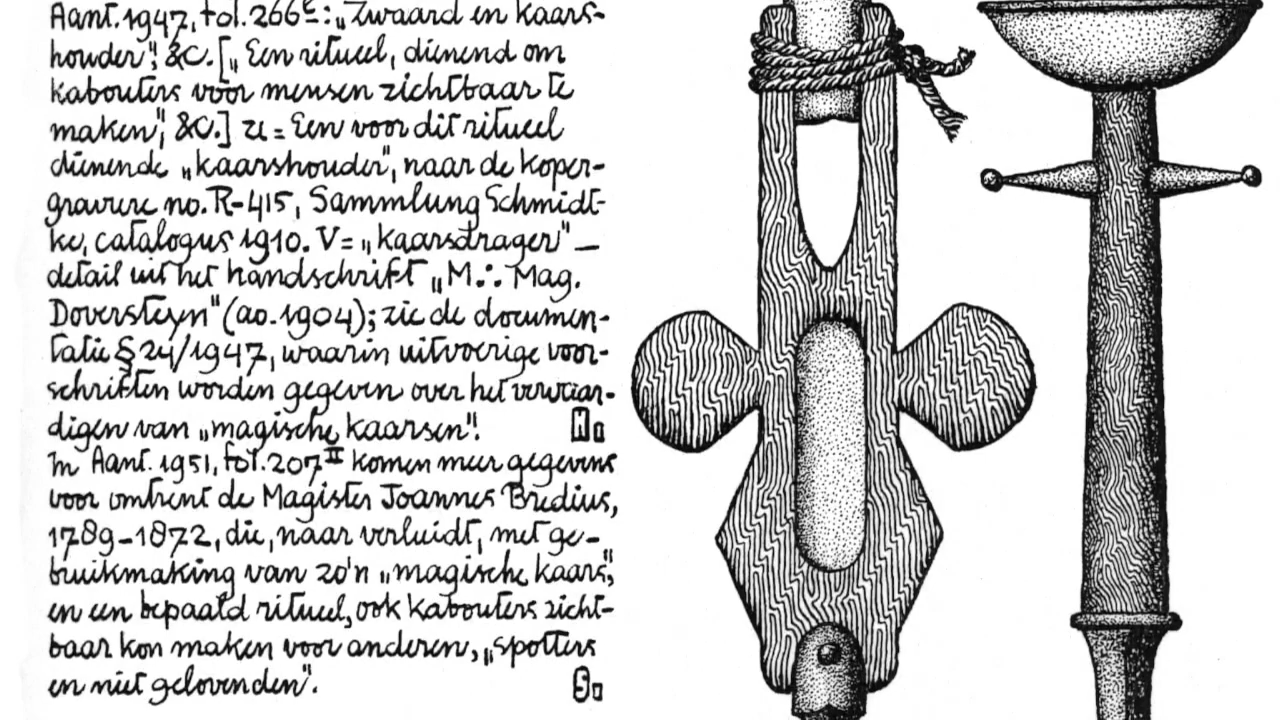 Aant. 1947, fol. 266c: „Zwaard en kaars-
houder"! &c. [„Een ritueel, dienend om
kabouters vóór mensen zichtbaar te
maken", &c.] U = Een voor dit ritueel
dienende „kaarshouder", naar de koper-
gravure no. R-415, Sammlung Schmidt-
ke, catalogus 1910. V = „kaarsdrager" —
detail uit het handschrift „M∴ Mag.
Doversteyn" (ao. 1904); zie de documen-
tatie § 24/1947, waarin uitvoerige voor-
schriften worden gegeven over het vervaar-
digen van „magische kaarsen"! H.
In Aant. 1951, fol. 207II komen meer gegevens
voor omtrent de Magister Joannes Bredius,
1789-1872, die, naar verluidt, met ge-
bruikmaking van zo'n „magische kaars",
en een bepaald ritueel, ook kabouters zicht-
baar kon maken voor anderen, „spotters
en niet gelovenden". S.